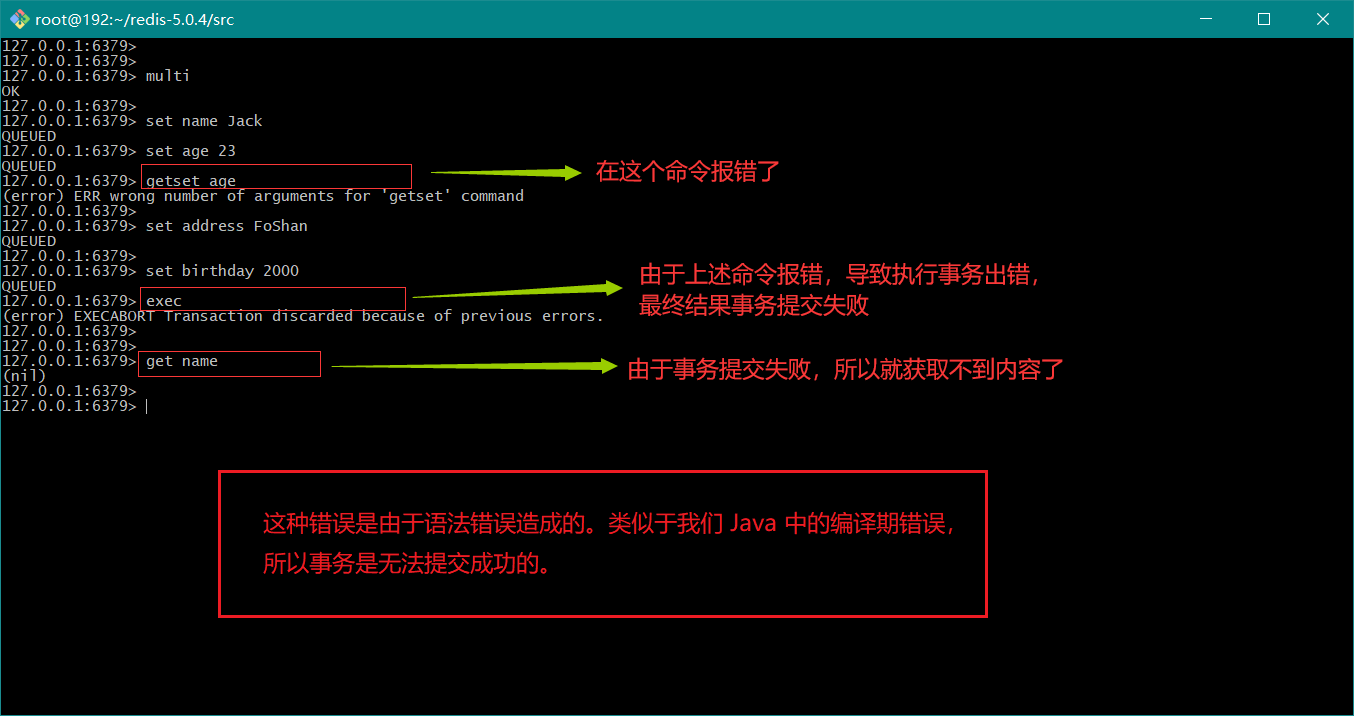 root@192:~/redis-5.0.4/src
127.0.0.1:6379>
127.0.0.1:6379>
127.0.0.1:6379> multi
OK
127.0.0.1:6379>
127.0.0.1:6379> set name Jack
QUEUED
127.0.0.1:6379> set age 23
QUEUED
127.0.0.1:6379> getset age
在这个命令报错了
(error) ERR wrong number of arguments for 'getset' command
127.0.0.1:6379>
127.0.0.1:6379> set address FoShan
QUEUED
127.0.0.1:6379>
127.0.0.1:6379> set birthday 2000
QUEUED
127.0.0.1:6379> exec
由于上述命令报错，导致执行事务出错，
最终结果事务提交失败
(error) EXECABORT Transaction discarded because of previous errors.
127.0.0.1:6379>
127.0.0.1:6379>
127.0.0.1:6379> get name
由于事务提交失败，所以就获取不到内容了
(nil)
127.0.0.1:6379>
127.0.0.1:6379>
这种错误是由于语法错误造成的。类似于我们 Java 中的编译期错误，
所以事务是无法提交成功的。